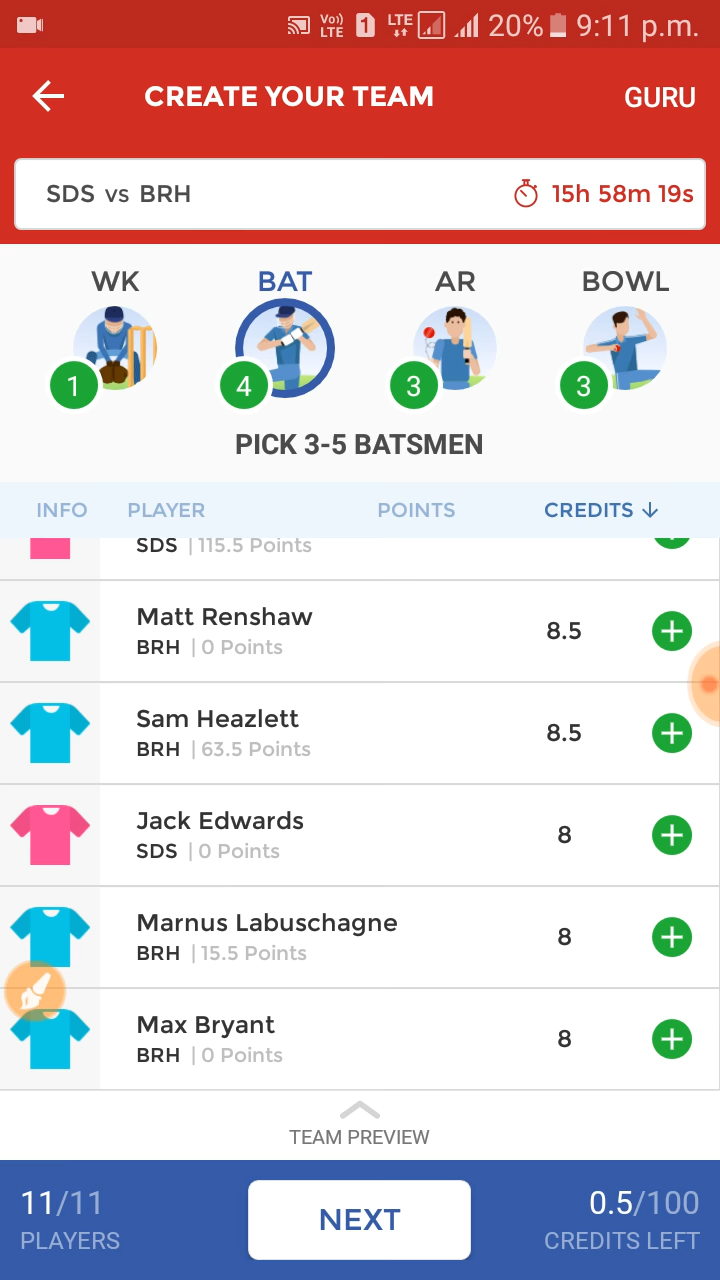 Vo)) LTE 1 LTE 20% 9:11 p.m.
CREATE YOUR TEAM GURU
SDS vs BRH 15h 58m 19s
WK BAT AR BOWL
1 4 3 3
PICK 3-5 BATSMEN
INFO PLAYER POINTS CREDITS
SDS | 115.5 Points
Matt Renshaw
BRH | 0 Points 8.5
Sam Heazlett
BRH | 63.5 Points 8.5
Jack Edwards
SDS | 0 Points 8
Marnus Labuschagne
BRH | 15.5 Points 8
Max Bryant
BRH | 0 Points 8
TEAM PREVIEW
11/11 NEXT 0.5/100
PLAYERS CREDITS LEFT